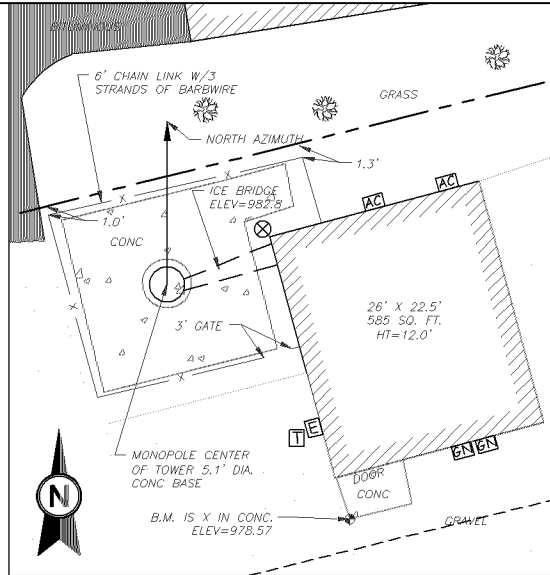 BITUMINOUS
6' CHAIN LINK W/3
STRANDS OF BARBWIRE
GRASS
NORTH AZIMUTH
1.3'
ICE BRIDGE
ELEV=982.8
AC
AC
1.0'
CONC
26' X 22.5'
585 SQ. FT.
HT=12.0'
3' GATE
T
E
GN
GN
MONOPOLE CENTER
OF TOWER 5.1' DIA.
CONC BASE
DOOR
CONC
N
B.M. IS X IN CONC.
ELEV=978.57
GRAVEL